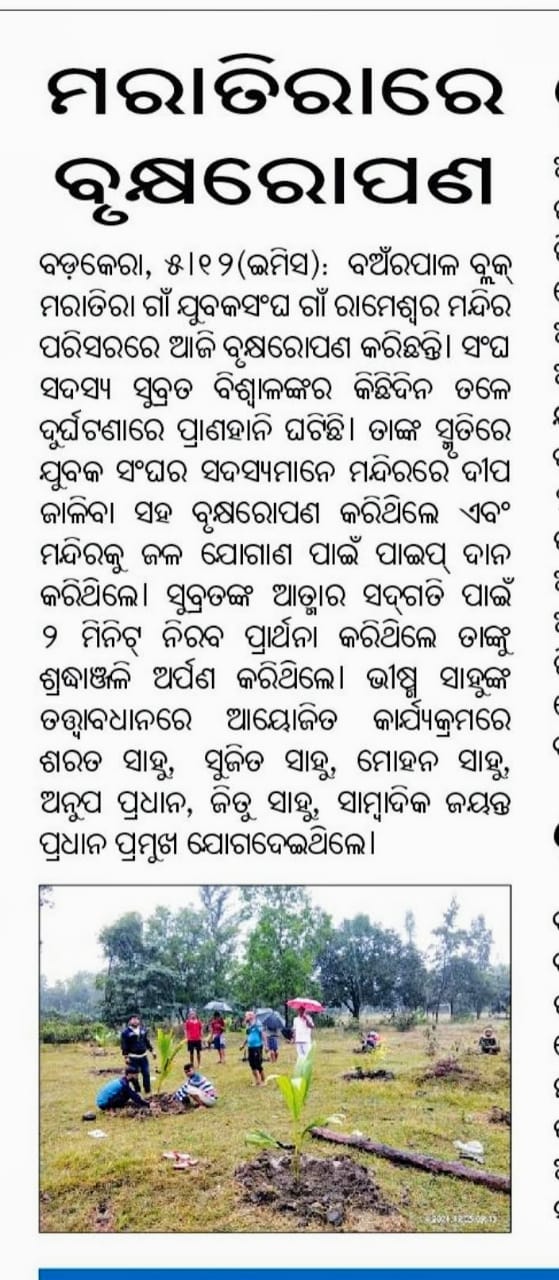 ମରାତିରାରେ
ବୃକ୍ଷରୋପଣ
ବଡ଼କେରା, ୫।୧୨(ଇମିସ): ବଅଁରପାଳ ବ୍ଲକ୍
ମରାତିରା ଗାଁ ଯୁବକସଂଘ ଗାଁ ରାମେଶ୍ୱର ମନ୍ଦିର
ପରିସରରେ ଆଜି ବୃକ୍ଷରୋପଣ କରିଛନ୍ତି। ସଂଘ
ସଦସ୍ୟ ସୁବ୍ରତ ବିଶ୍ୱାଳଙ୍କର କିଛିଦିନ ତଳେ
ଦୁର୍ଘଟଣାରେ ପ୍ରାଣହାନି ଘଟିଛି। ତାଙ୍କ ସ୍ମୃତିରେ
ଯୁବକ ସଂଘର ସଦସ୍ୟମାନେ ମନ୍ଦିରରେ ଦୀପ
ଜାଳିବା ସହ ବୃକ୍ଷରୋପଣ କରିଥିଲେ ଏବଂ
ମନ୍ଦିରକୁ ଜଳ ଯୋଗାଣ ପାଇଁ ପାଇପ୍ ଦାନ
କରିଥିଲେ। ସୁବ୍ରତଙ୍କ ଆତ୍ମାର ସଦ୍‌ଗତି ପାଇଁ
୨ ମିନିଟ୍ ନିରବ ପ୍ରାର୍ଥନା କରିଥିଲେ ତାଙ୍କୁ
ଶ୍ରଦ୍ଧାଞ୍ଜଳି ଅର୍ପଣ କରିଥିଲେ। ଭୀଷ୍ମ ସାହୁଙ୍କ
ତତ୍ତ୍ୱାବଧାନରେ ଆୟୋଜିତ କାର୍ଯ୍ୟକ୍ରମରେ
ଶରତ ସାହୁ, ସୁଜିତ ସାହୁ, ମୋହନ ସାହୁ,
ଅନୁପ ପ୍ରଧାନ, ଜିତୁ ସାହୁ, ସାମ୍ବାଦିକ ଜୟନ୍ତ
ପ୍ରଧାନ ପ୍ରମୁଖ ଯୋଗଦେଇଥିଲେ।